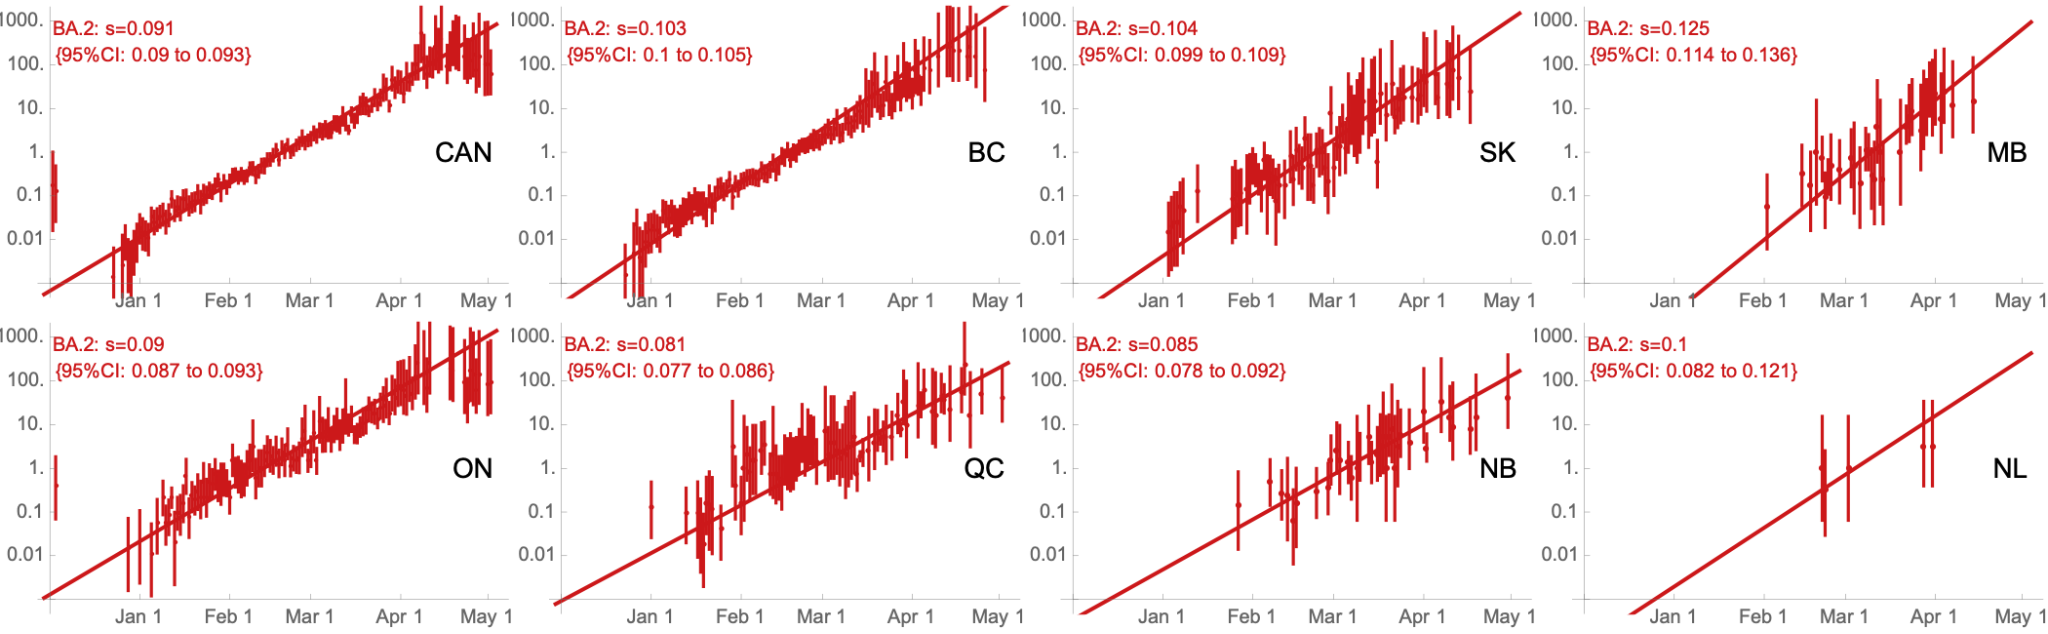 1000.
100.
10.
1.
0.1
0.01
BA.2: s=0.091
{95%CI: 0.09 to 0.093}
CAN
Jan 1 Feb 1 Mar 1 Apr 1 May 1
1000.
100.
10.
1.
0.1
0.01
BA.2: s=0.103
{95%CI: 0.1 to 0.105}
BC
Jan 1 Feb 1 Mar 1 Apr 1 May 1
1000.
100.
10.
1.
0.1
0.01
BA.2: s=0.104
{95%CI: 0.099 to 0.109}
SK
Jan 1 Feb 1 Mar 1 Apr 1 May 1
1000.
100.
10.
1.
0.1
0.01
BA.2: s=0.125
{95%CI: 0.114 to 0.136}
MB
Jan 1 Feb 1 Mar 1 Apr 1 May 1
1000.
100.
10.
1.
0.1
0.01
BA.2: s=0.09
{95%CI: 0.087 to 0.093}
ON
Jan 1 Feb 1 Mar 1 Apr 1 May 1
1000.
100.
10.
1.
0.1
0.01
BA.2: s=0.081
{95%CI: 0.077 to 0.086}
QC
Jan 1 Feb 1 Mar 1 Apr 1 May 1
1000.
100.
10.
1.
0.1
0.01
BA.2: s=0.085
{95%CI: 0.078 to 0.092}
NB
Jan 1 Feb 1 Mar 1 Apr 1 May 1
1000.
100.
10.
1.
0.1
0.01
BA.2: s=0.1
{95%CI: 0.082 to 0.121}
NL
Jan 1 Feb 1 Mar 1 Apr 1 May 1